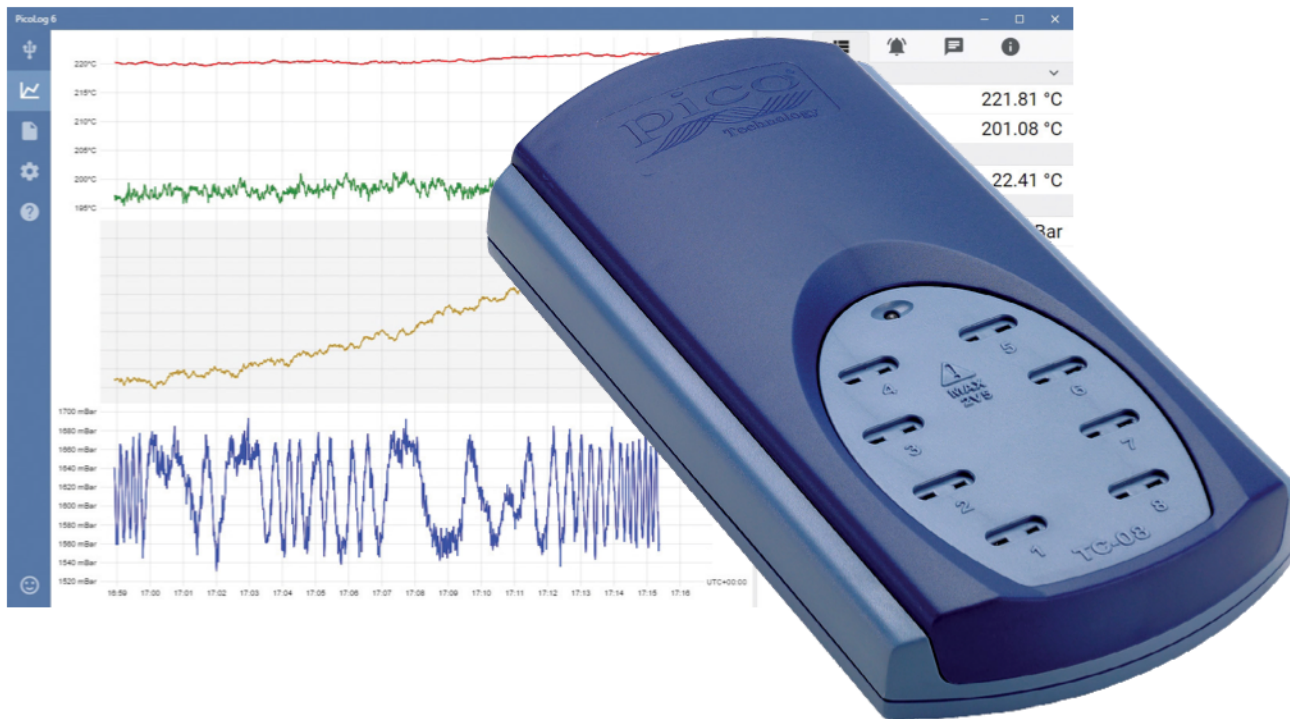 PicoLog 6
220°C
215°C
210°C
205°C
200°C
195°C
1700 mBar
1680 mBar
1660 mBar
1640 mBar
1620 mBar
1600 mBar
1580 mBar
1560 mBar
1540 mBar
1520 mBar
UTC+00:00
16:59 17:00 17:01 17:02 17:03 17:04 17:05 17:06 17:07 17:08 17:09 17:10 17:11 17:12 17:13 17:14 17:15 17:16
221.81 °C
201.08 °C
22.41 °C
Bar
pico
Technology
5
4
6
MAX
3
7
2
8
1
TC-08